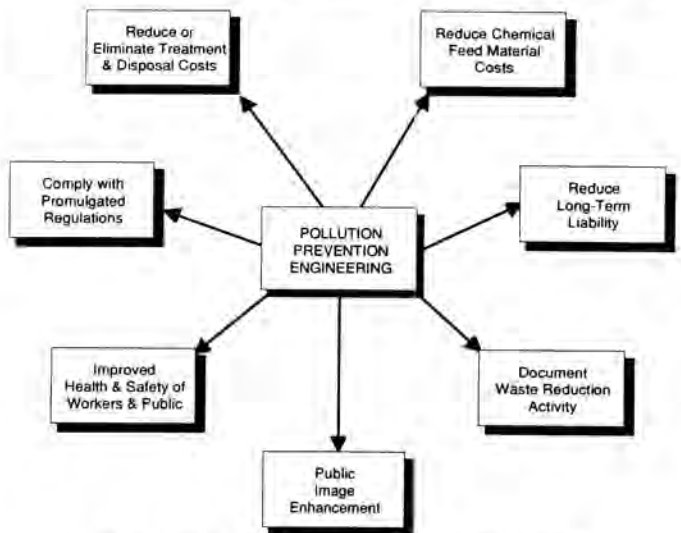 Reduce or
Eliminate Treatment
& Disposal Costs
Reduce Chemical
Feed Material
Costs
Comply with
Promulgated
Regulations
POLLUTION
PREVENTION
ENGINEERING
Reduce
Long-Term
Liability
Improved
Health & Safety of
Workers & Public
Document
Waste Reduction
Activity
Public
Image
Enhancement